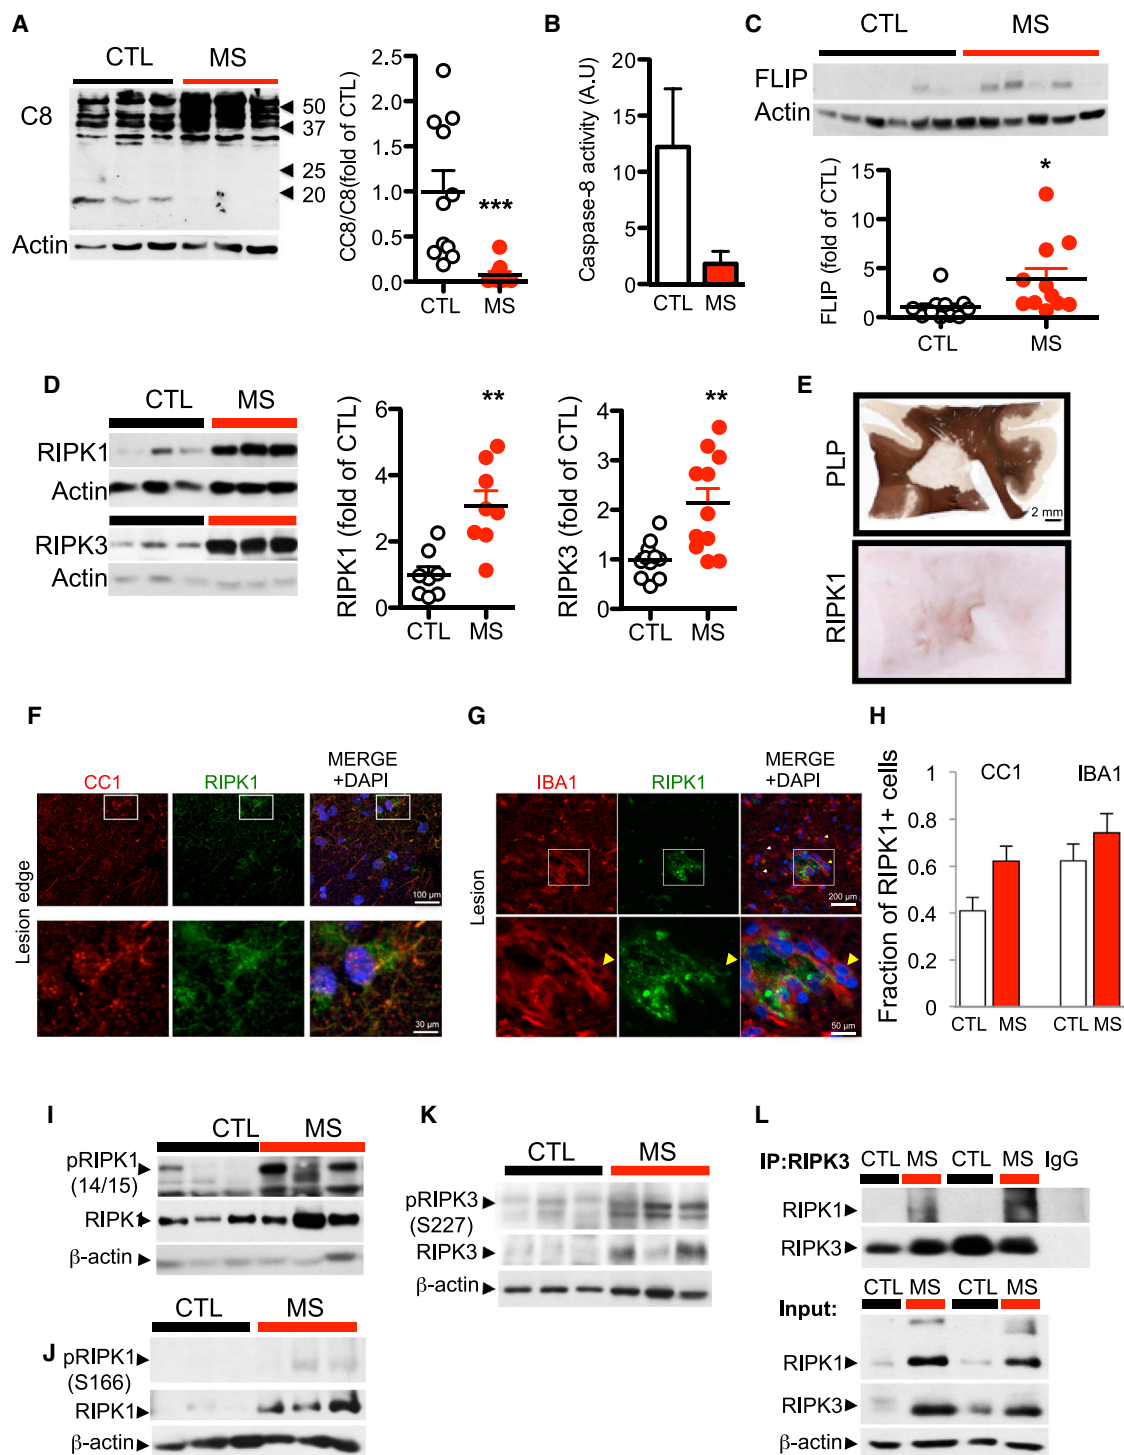 A
CTL MS
C8
50
37
25
20
Actin
CC8/C8(fold of CTL)
2.5
2.0
1.5
1.0
0.5
0.0
***
CTL MS
B
Caspase-8 activity (A.U)
20
15
10
5
0
CTL MS
C
CTL MS
FLIP
Actin
FLIP (fold of CTL)
15
10
5
0
*
CTL MS
D
CTL MS
RIPK1
Actin
RIPK3
Actin
RIPK1 (fold of CTL)
6
4
2
0
**
CTL MS
RIPK3 (fold of CTL)
4
3
2
1
0
**
CTL MS
E
PLP
2 mm
RIPK1
F
CC1 RIPK1 MERGE
+DAPI
Lesion edge
100 µm
30 µm
G
IBA1 RIPK1 MERGE
+DAPI
Lesion
200 µm
50 µm
H
Fraction of RIPK1+ cells
1
0.8
0.6
0.4
0.2
0
CC1 IBA1
CTL MS CTL MS
I
CTL MS
pRIPK1
(14/15)
RIPK1
β-actin
J
CTL MS
pRIPK1
(S166)
RIPK1
β-actin
K
CTL MS
pRIPK3
(S227)
RIPK3
β-actin
L
IP:RIPK3 CTL MS CTL MS IgG
RIPK1
RIPK3
CTL MS CTL MS
Input:
RIPK1
RIPK3
β-actin